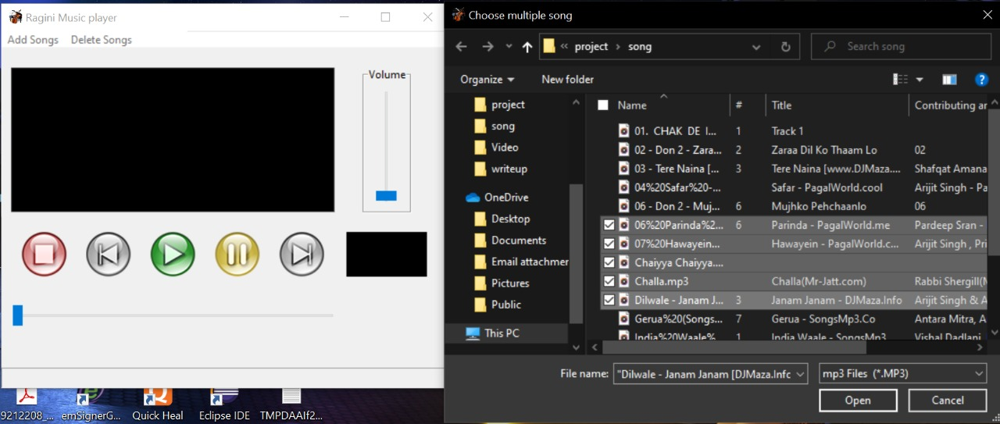 Ragini Music player
Add Songs Delete Songs
Volume
9212208_... emSignerG... Quick Heal Eclipse IDE TMPDAAIf2...
Choose multiple song
« project › song
Search song
Organize New folder
project
song
Video
writeup
OneDrive
Desktop
Documents
Email attachmer
Pictures
Public
This PC
Name # Title Contributing ar
01. CHAK DE I... 1 Track 1
02 - Don 2 - Zara... 2 Zaraa Dil Ko Thaam Lo 02
03 - Tere Naina [... 3 Tere Naina [www.DJMaza.... Shafqat Amana
04%20Safar%20-... Safar - PagalWorld.cool Arijit Singh - Pa
06 - Don 2 - Muj... 6 Mujhko Pehchaanlo 06
06%20Parinda%2... 6 Parinda - PagalWorld.me Pardeep Sran -
07%20Hawayein... Hawayein - PagalWorld.c... Arijit Singh , Pri
Chaiyya Chaiyya....
Challa.mp3 Challa(Mr-Jatt.com) Rabbi Shergill(M
Dilwale - Janam J... 3 Janam Janam - DJMaza.Info Arijit Singh & A
Gerua%20(Songs... 7 Gerua - SongsMp3.Co Antara Mitra, A
India%20Waale%... 1 India Waale - SongsMp3.... Vishal Dadlani
File name: "Dilwale - Janam Janam [DJMaza.Infc
mp3 Files (*.MP3)
Open Cancel